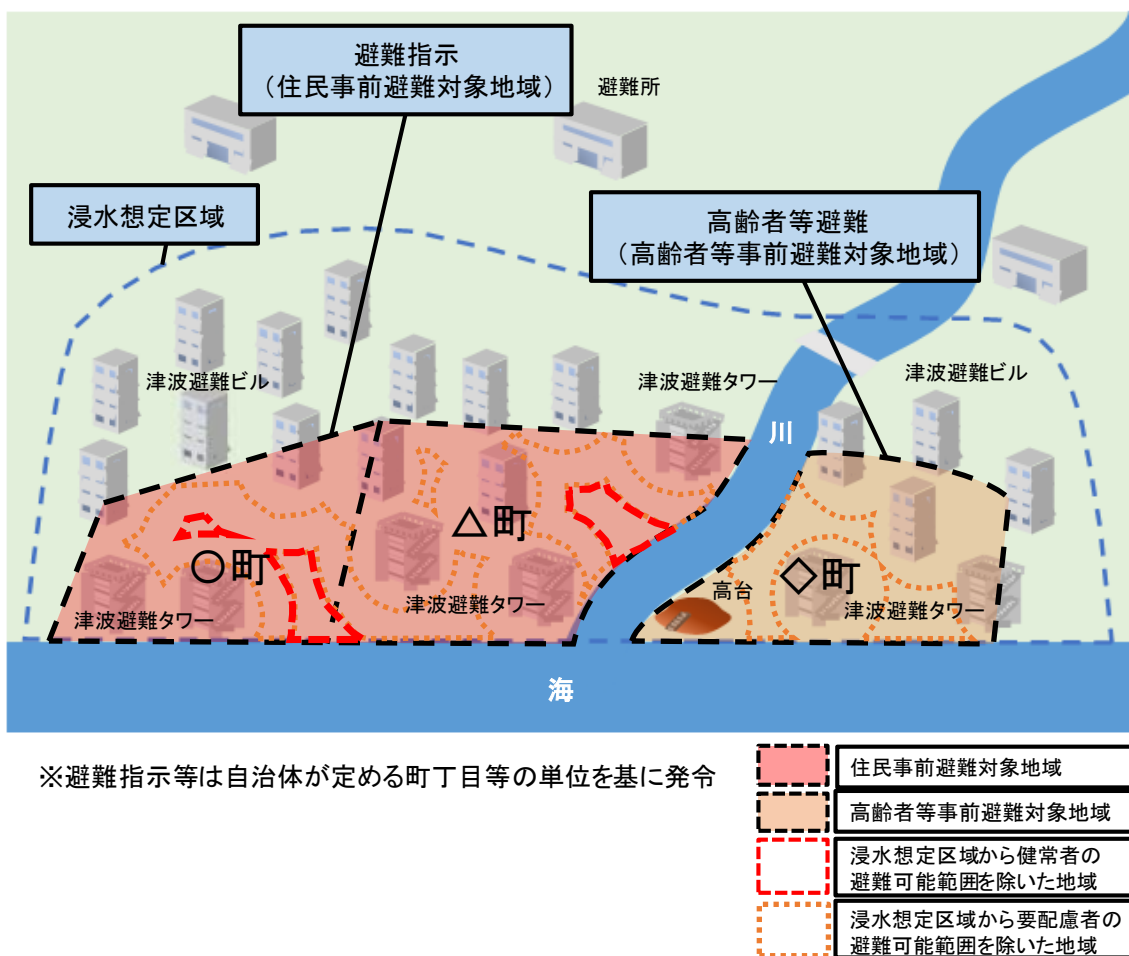 避難指示
（住民事前避難対象地域）
避難所
浸水想定区域
高齢者等避難
（高齢者等事前避難対象地域）
津波避難ビル
津波避難タワー
津波避難ビル
川
△町
○町
◇町
高台
津波避難タワー
津波避難タワー
津波避難タワー
海
※避難指示等は自治体が定める町丁目等の単位を基に発令
住民事前避難対象地域
高齢者等事前避難対象地域
浸水想定区域から健常者の
避難可能範囲を除いた地域
浸水想定区域から要配慮者の
避難可能範囲を除いた地域